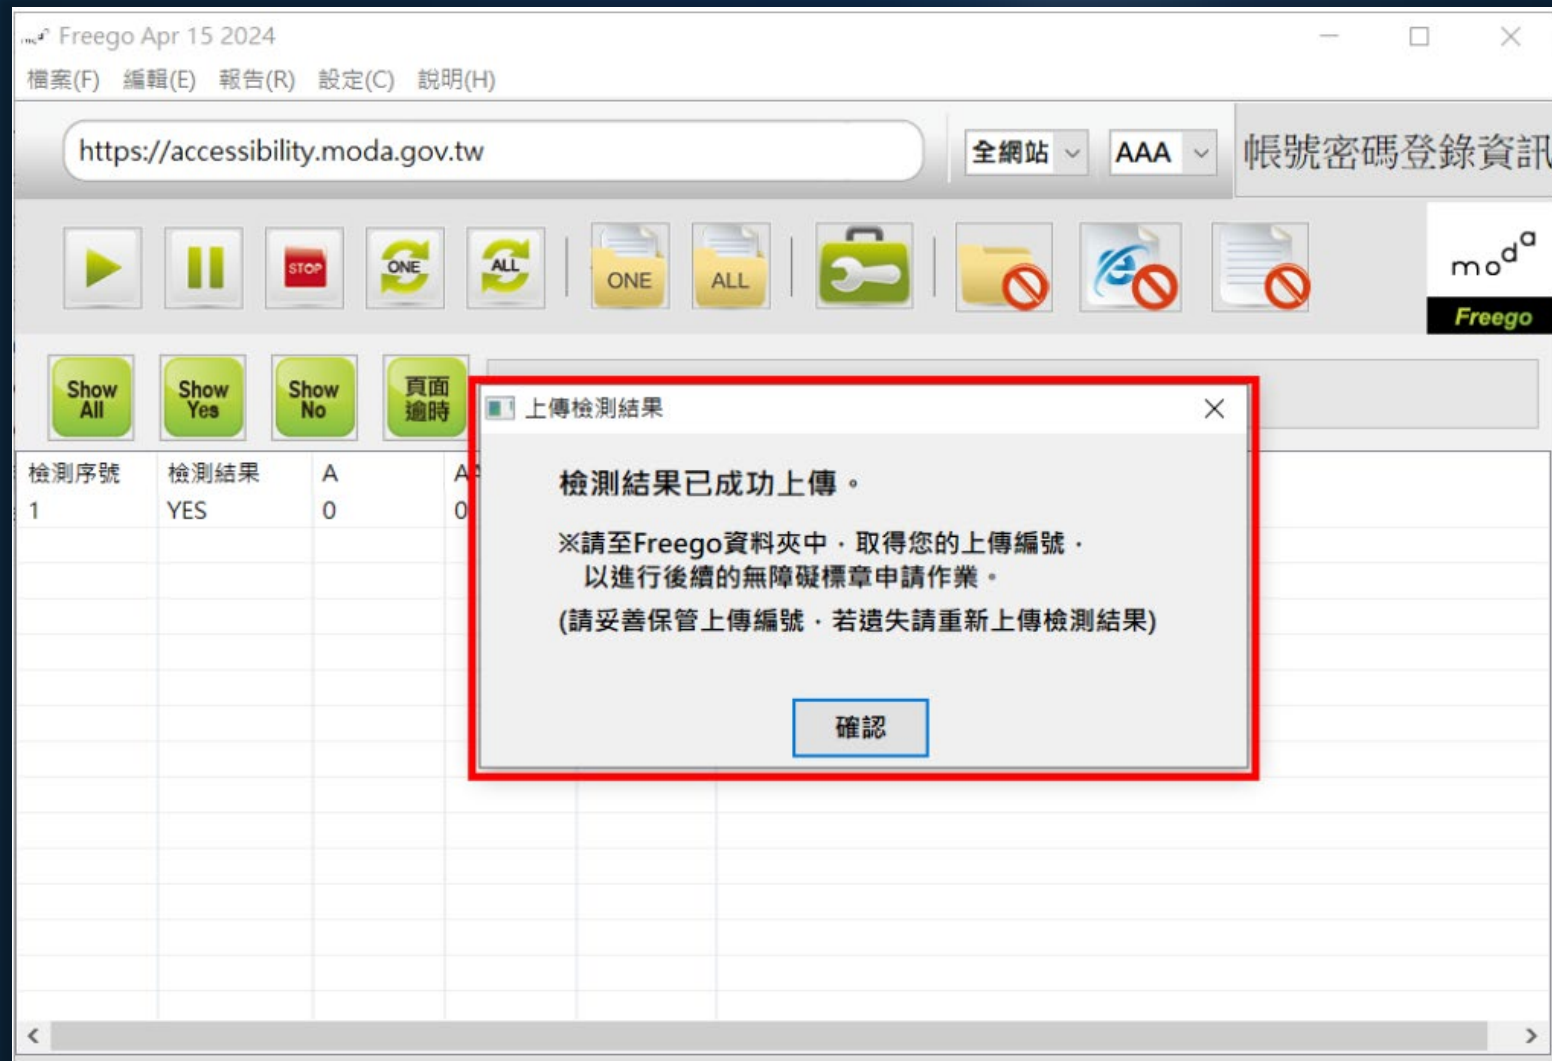 moda Freego Apr 15 2024
檔案(F) 編輯(E) 報告(R) 設定(C) 說明(H)
https://accessibility.moda.gov.tw 全網站 AAA 帳號密碼登錄資訊
STOP ONE ALL ONE ALL
moda
Freego
Show All Show Yes Show No 頁面逾時
上傳檢測結果
檢測序號 檢測結果 A
1 YES 0 0
檢測結果已成功上傳。
※請至Freego資料夾中，取得您的上傳編號，
以進行後續的無障礙標章申請作業。
(請妥善保管上傳編號，若遺失請重新上傳檢測結果)
確認